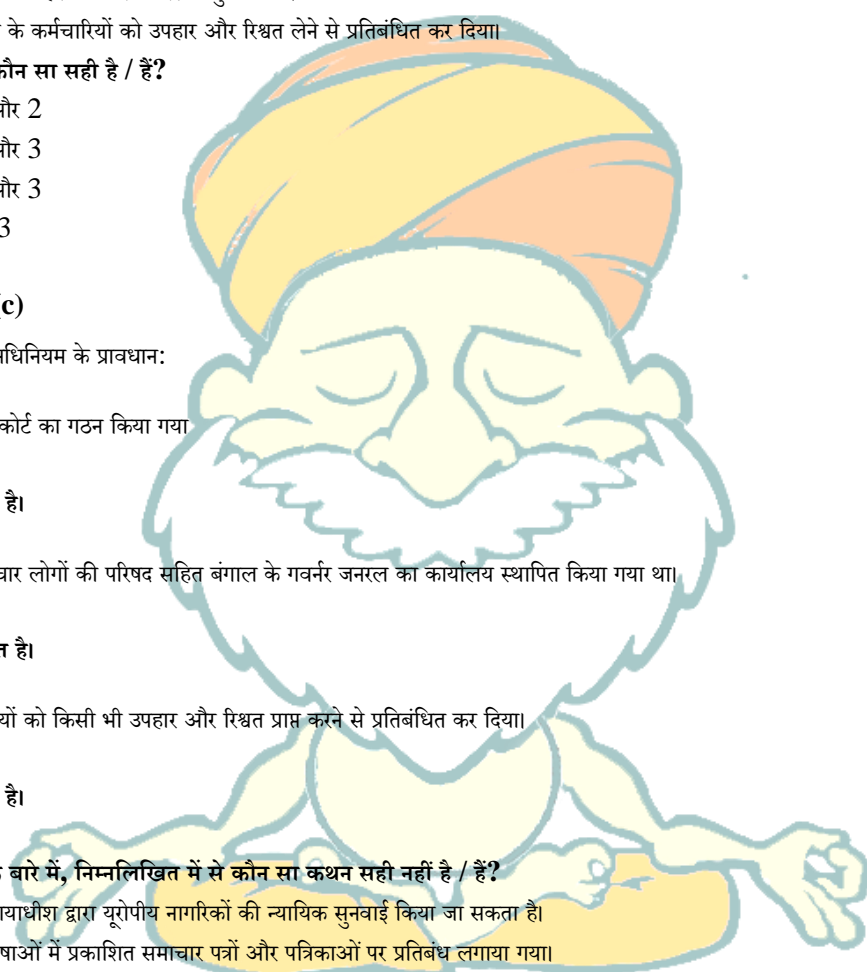 के कर्मचारियों को उपहार और रिश्वत लेने से प्रतिबंधित कर दिया।
कौन सा सही है / हैं?
और 2
और 3
और 3
3
(c)
अधिनियम के प्रावधान:
कोर्ट का गठन किया गया
है।
चार लोगों की परिषद सहित बंगाल के गवर्नर जनरल का कार्यालय स्थापित किया गया था।
है।
किसी भी उपहार और रिश्वत प्राप्त करने से प्रतिबंधित कर दिया।
है।
बारे में, निम्नलिखित में से कौन सा कथन सही नहीं है / हैं?
द्वारा यूरोपीय नागरिकों की न्यायिक सुनवाई किया जा सकता है।
में प्रकाशित समाचार पत्रों और पत्रिकाओं पर प्रतिबंध लगाया गया।